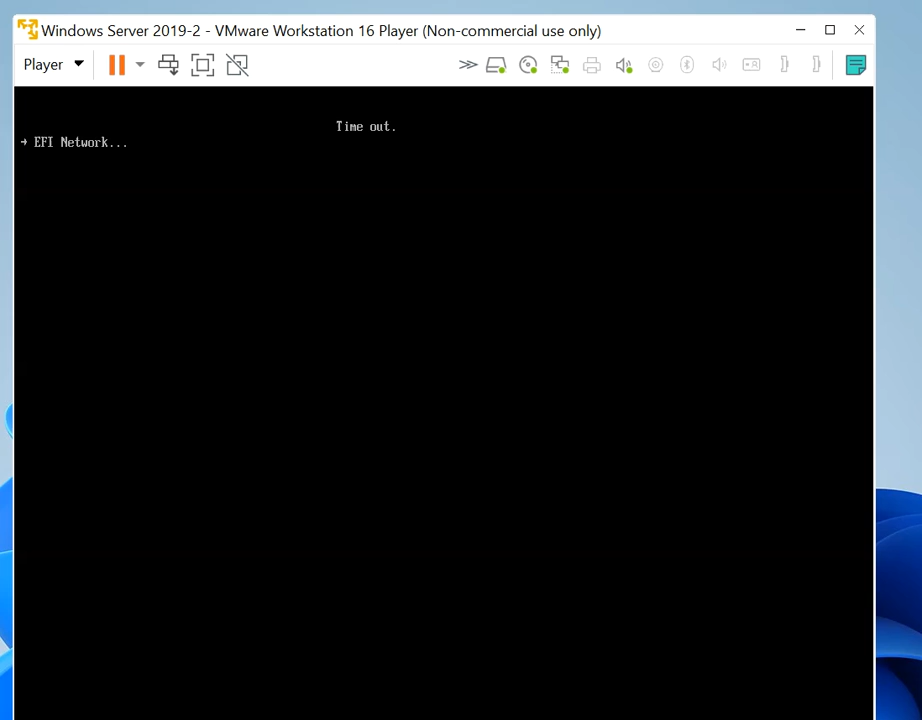 Windows Server 2019-2 - VMware Workstation 16 Player (Non-commercial use only)
Player
Time out.
→ EFI Network...